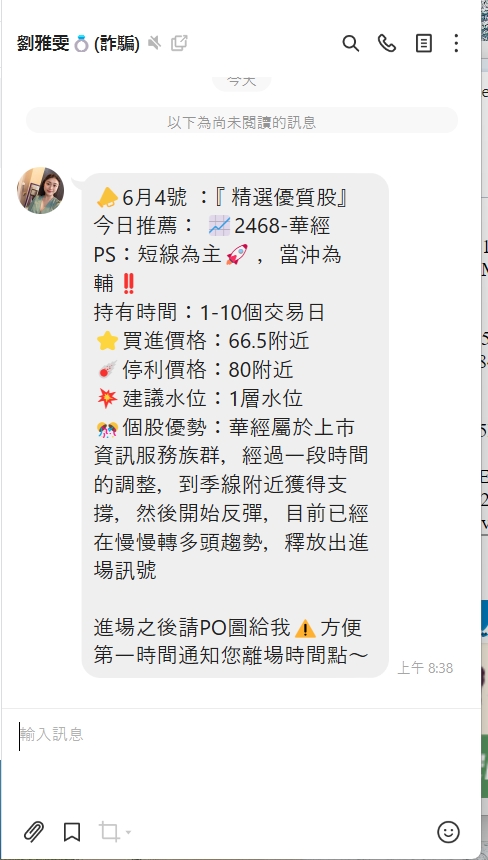 劉雅雯💍(詐騙)
今天
以下為尚未閱讀的訊息
📣6月4號 ：『 精選優質股』
今日推薦： 📈2468-華經
PS：短線為主🚀， 當沖為
輔‼️
持有時間：1-10個交易日
⭐買進價格：66.5附近
☄️停利價格：80附近
💥建議水位：1層水位
🎊個股優勢：華經屬於上市
資訊服務族群，經過一段時間
的調整，到季線附近獲得支
撐，然後開始反彈，目前已經
在慢慢轉多頭趨勢，釋放出進
場訊號
進場之後請PO圖給我⚠️方便
第一時間通知您離場時間點～
上午 8:38
輸入訊息